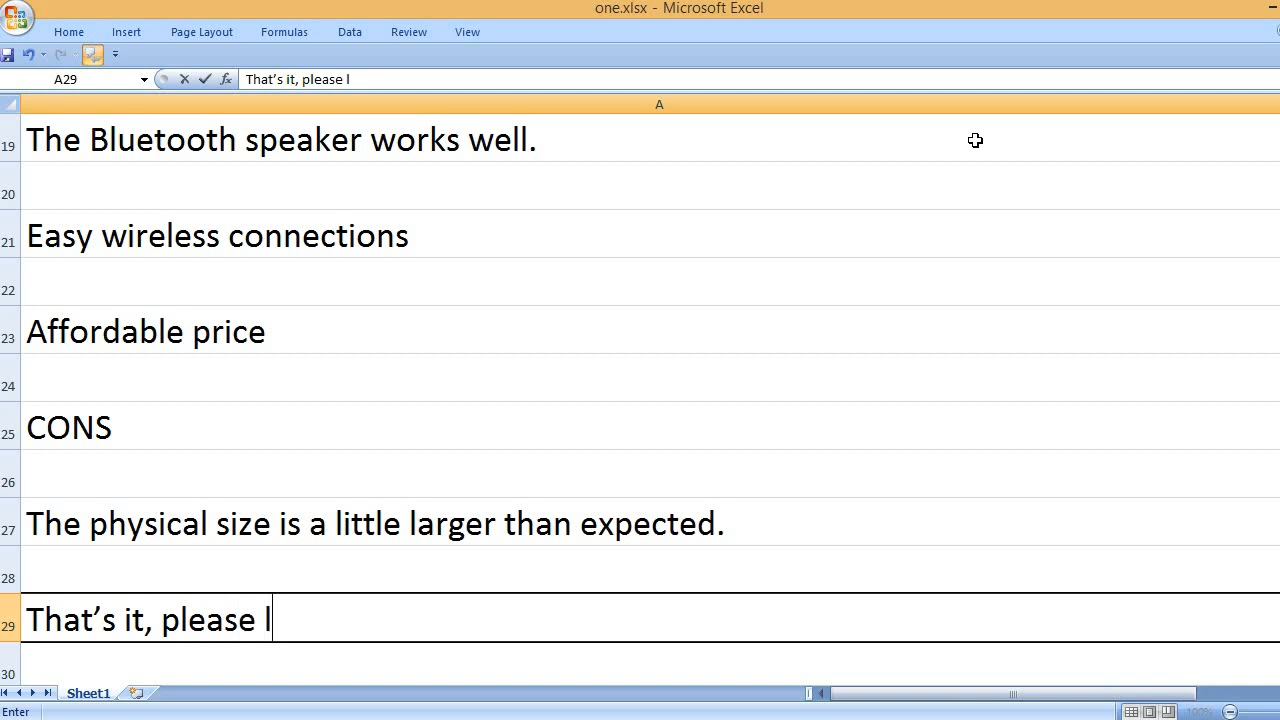 one.xlsx - Microsoft Excel
Home Insert Page Layout Formulas Data Review View
A29 fx That’s it, please l
A
19 The Bluetooth speaker works well.
20
21 Easy wireless connections
22
23 Affordable price
24
25 CONS
26
27 The physical size is a little larger than expected.
28
29 That’s it, please l
30
Sheet1
Enter 100%